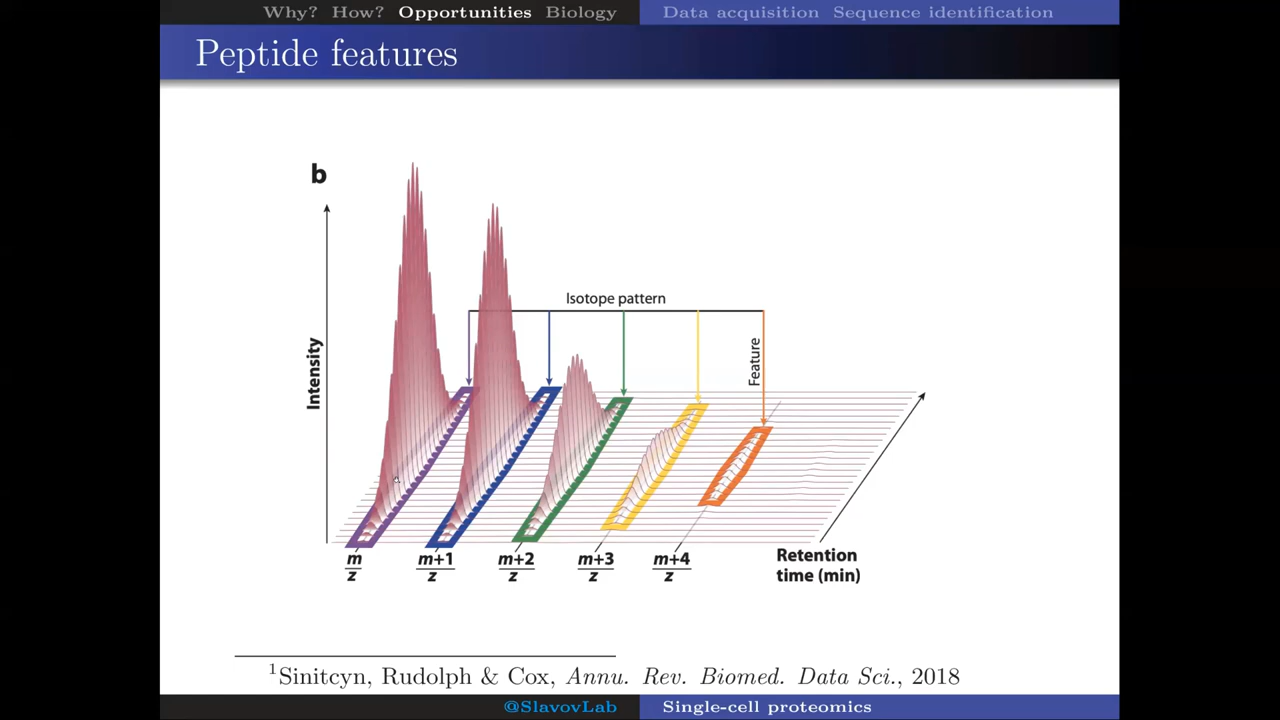 Why? How? Opportunities Biology Data acquisition Sequence identification
Peptide features
b
Isotope pattern
Feature
Intensity
m/z m+1/z m+2/z m+3/z m+4/z
Retention
time (min)
1Sinitcyn, Rudolph & Cox, Annu. Rev. Biomed. Data Sci., 2018
@SlavovLab Single-cell proteomics